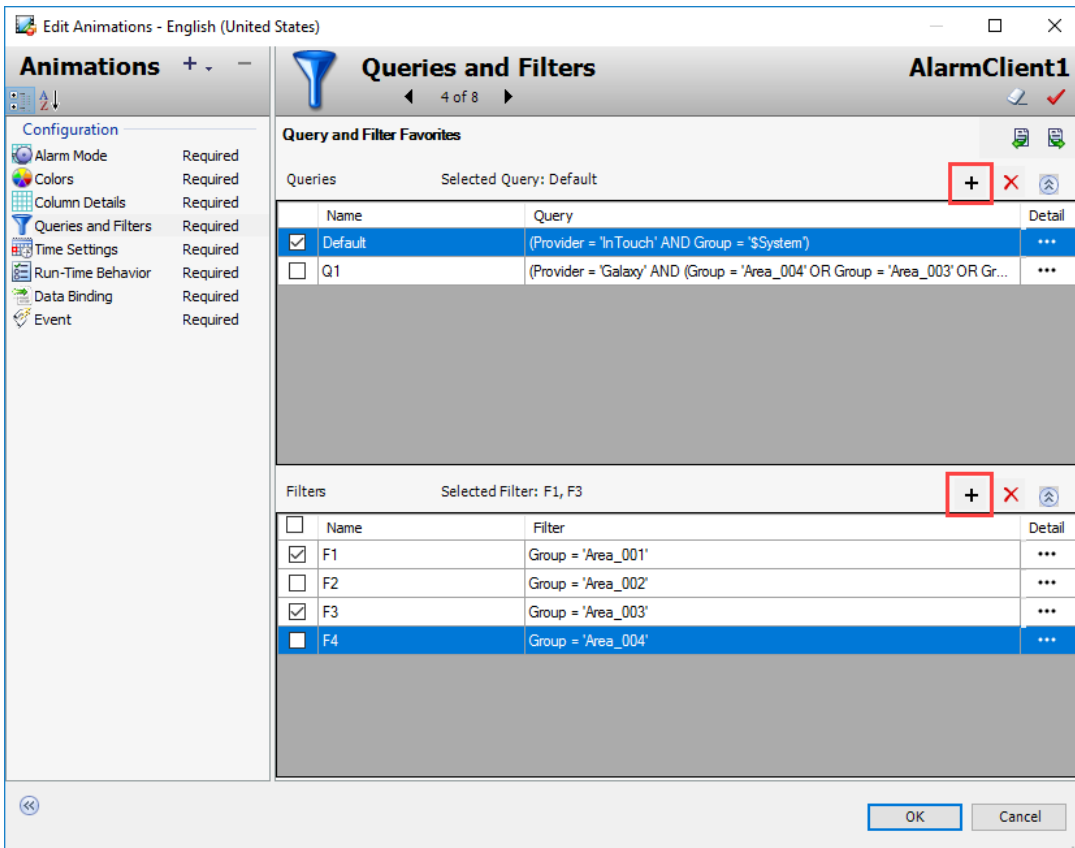 Edit Animations - English (United States)
Animations
Queries and Filters
AlarmClient1
4 of 8
Configuration
Alarm Mode Required
Colors Required
Column Details Required
Queries and Filters Required
Time Settings Required
Run-Time Behavior Required
Data Binding Required
Event Required
Query and Filter Favorites
Queries Selected Query: Default
Name Query Detail
Default (Provider = 'InTouch' AND Group = '$System') •••
Q1 (Provider = 'Galaxy' AND (Group = 'Area_004' OR Group = 'Area_003' OR Gr... •••
Filters Selected Filter: F1, F3
Name Filter Detail
F1 Group = 'Area_001' •••
F2 Group = 'Area_002' •••
F3 Group = 'Area_003' •••
F4 Group = 'Area_004' •••
OK Cancel